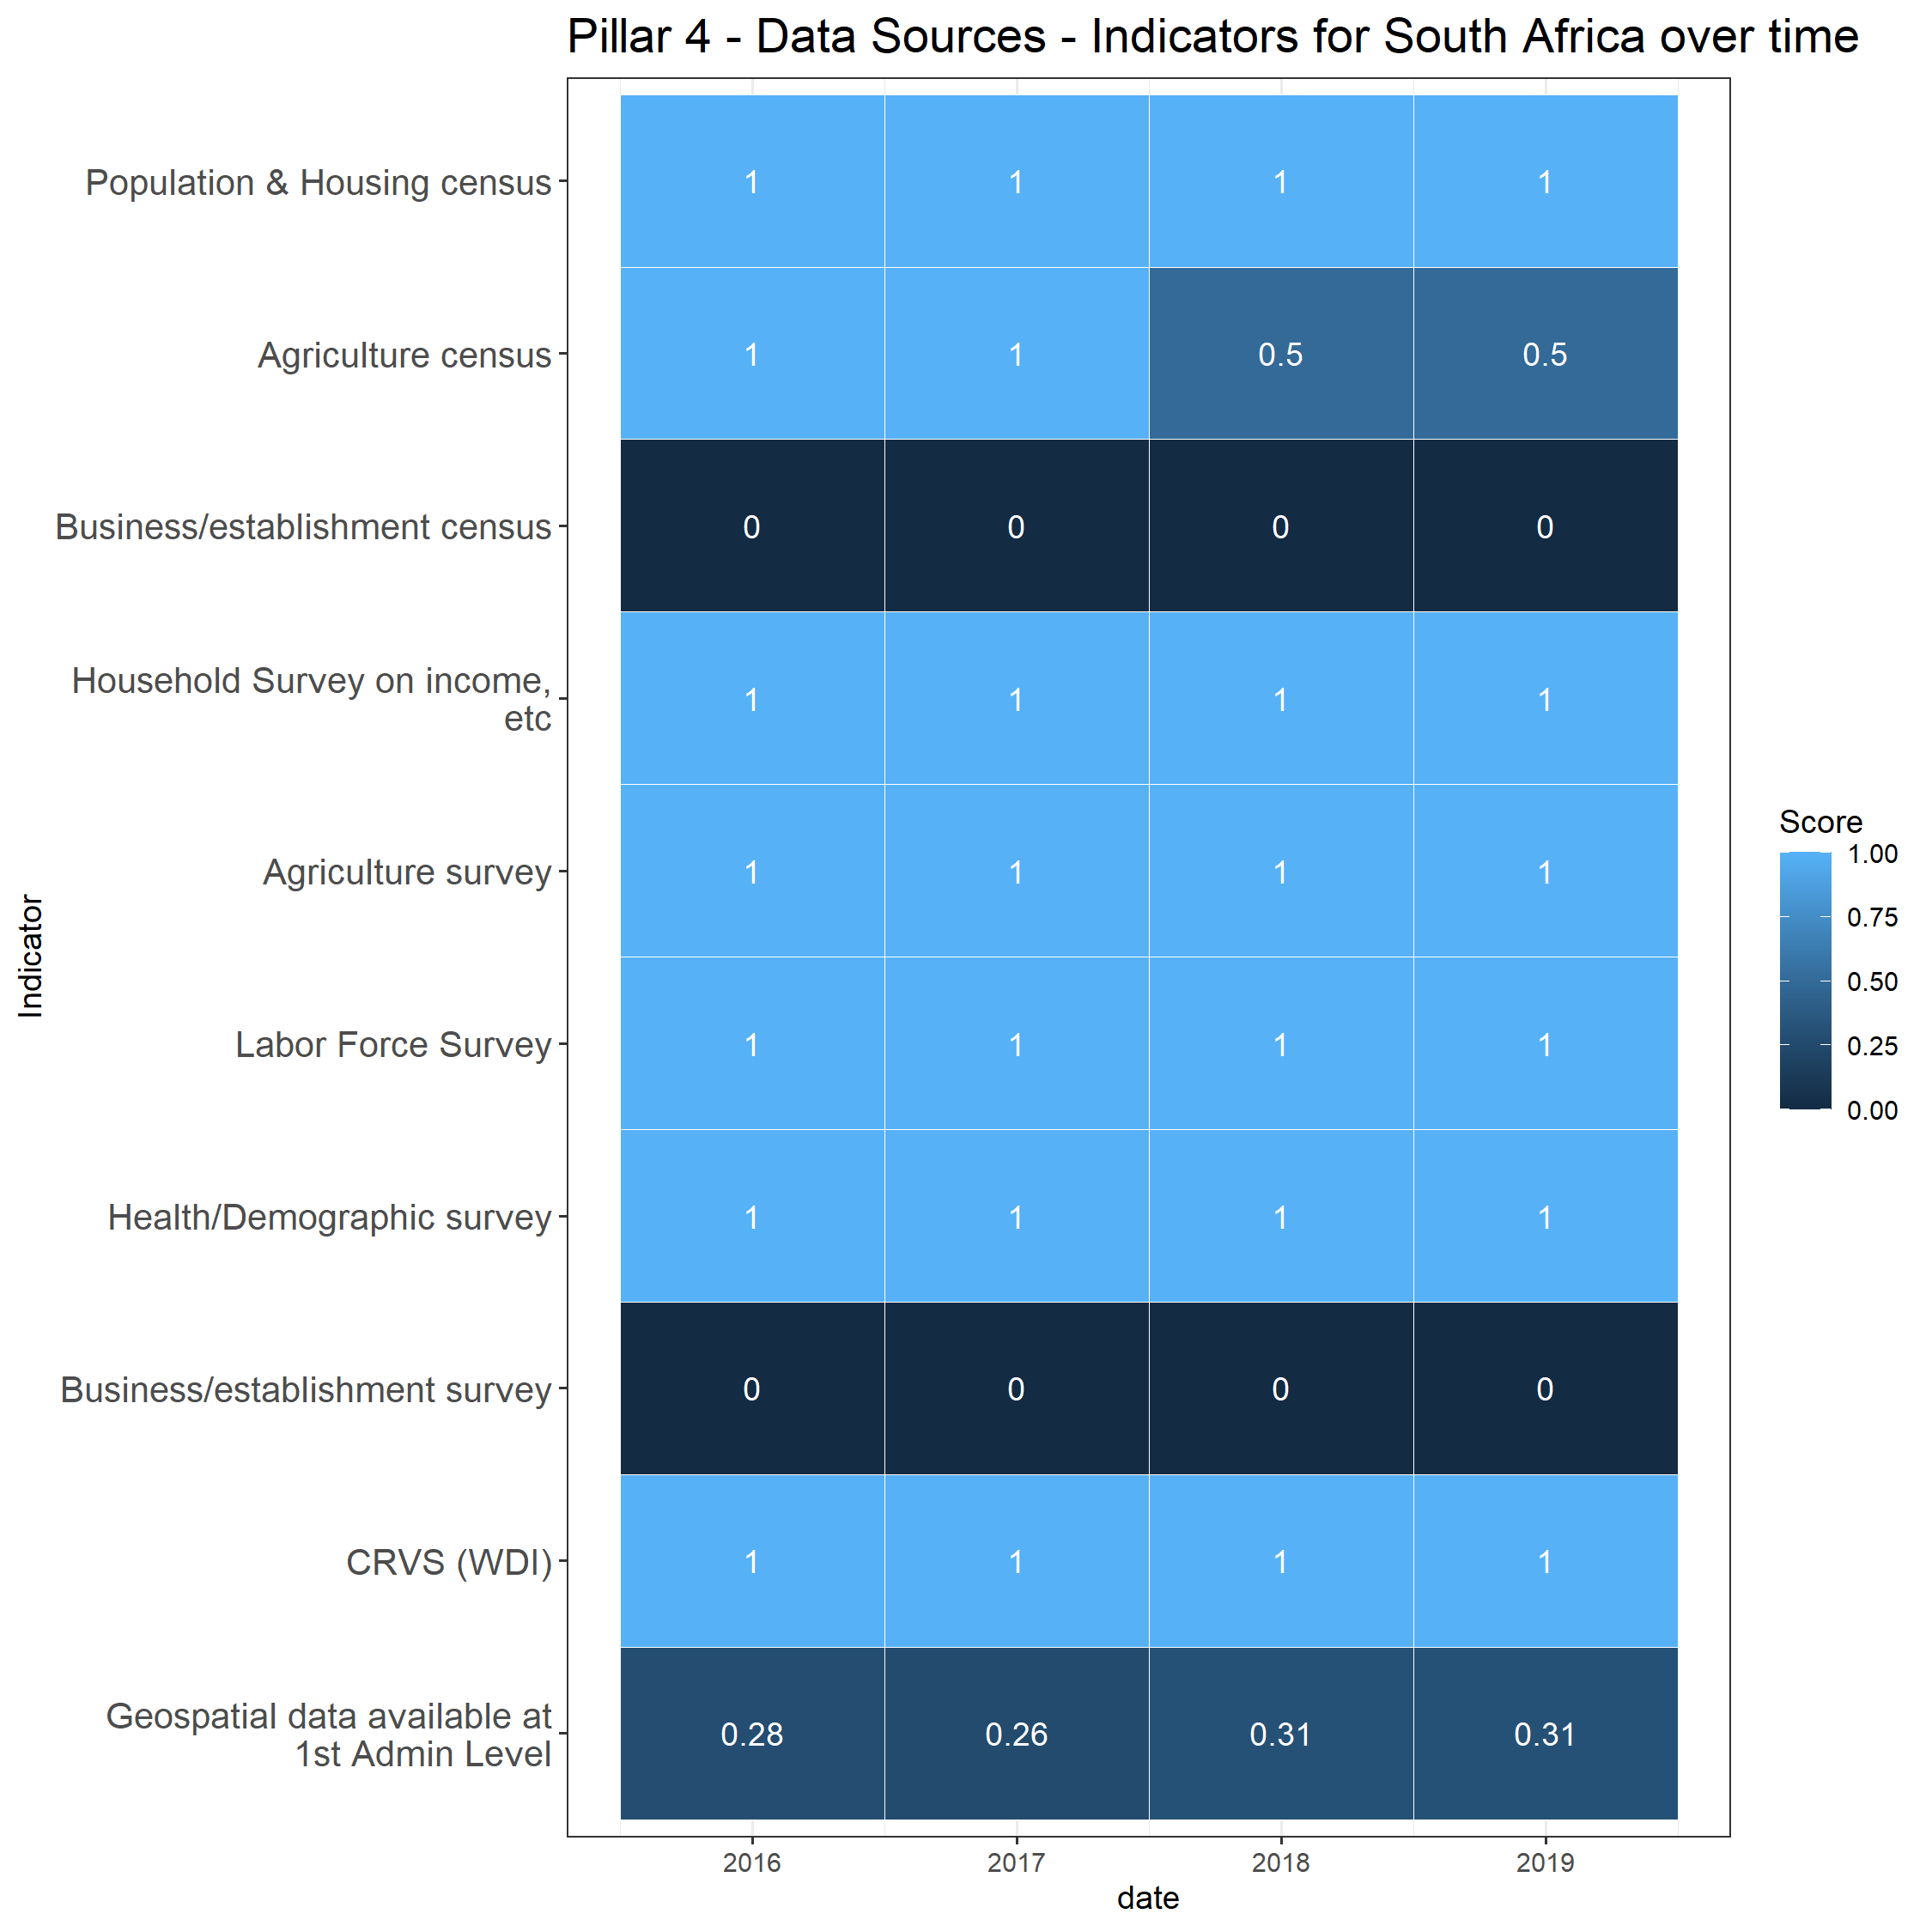 Pillar 4 - Data Sources - Indicators for South Africa over time
Indicator
Population & Housing census
1 1 1 1
Agriculture census
1 1 0.5 0.5
Business/establishment census
0 0 0 0
Household Survey on income,
etc
1 1 1 1
Agriculture survey
1 1 1 1
Labor Force Survey
1 1 1 1
Health/Demographic survey
1 1 1 1
Business/establishment survey
0 0 0 0
CRVS (WDI)
1 1 1 1
Geospatial data available at
1st Admin Level
0.28 0.26 0.31 0.31
2016 2017 2018 2019
date
Score
1.00
0.75
0.50
0.25
0.00